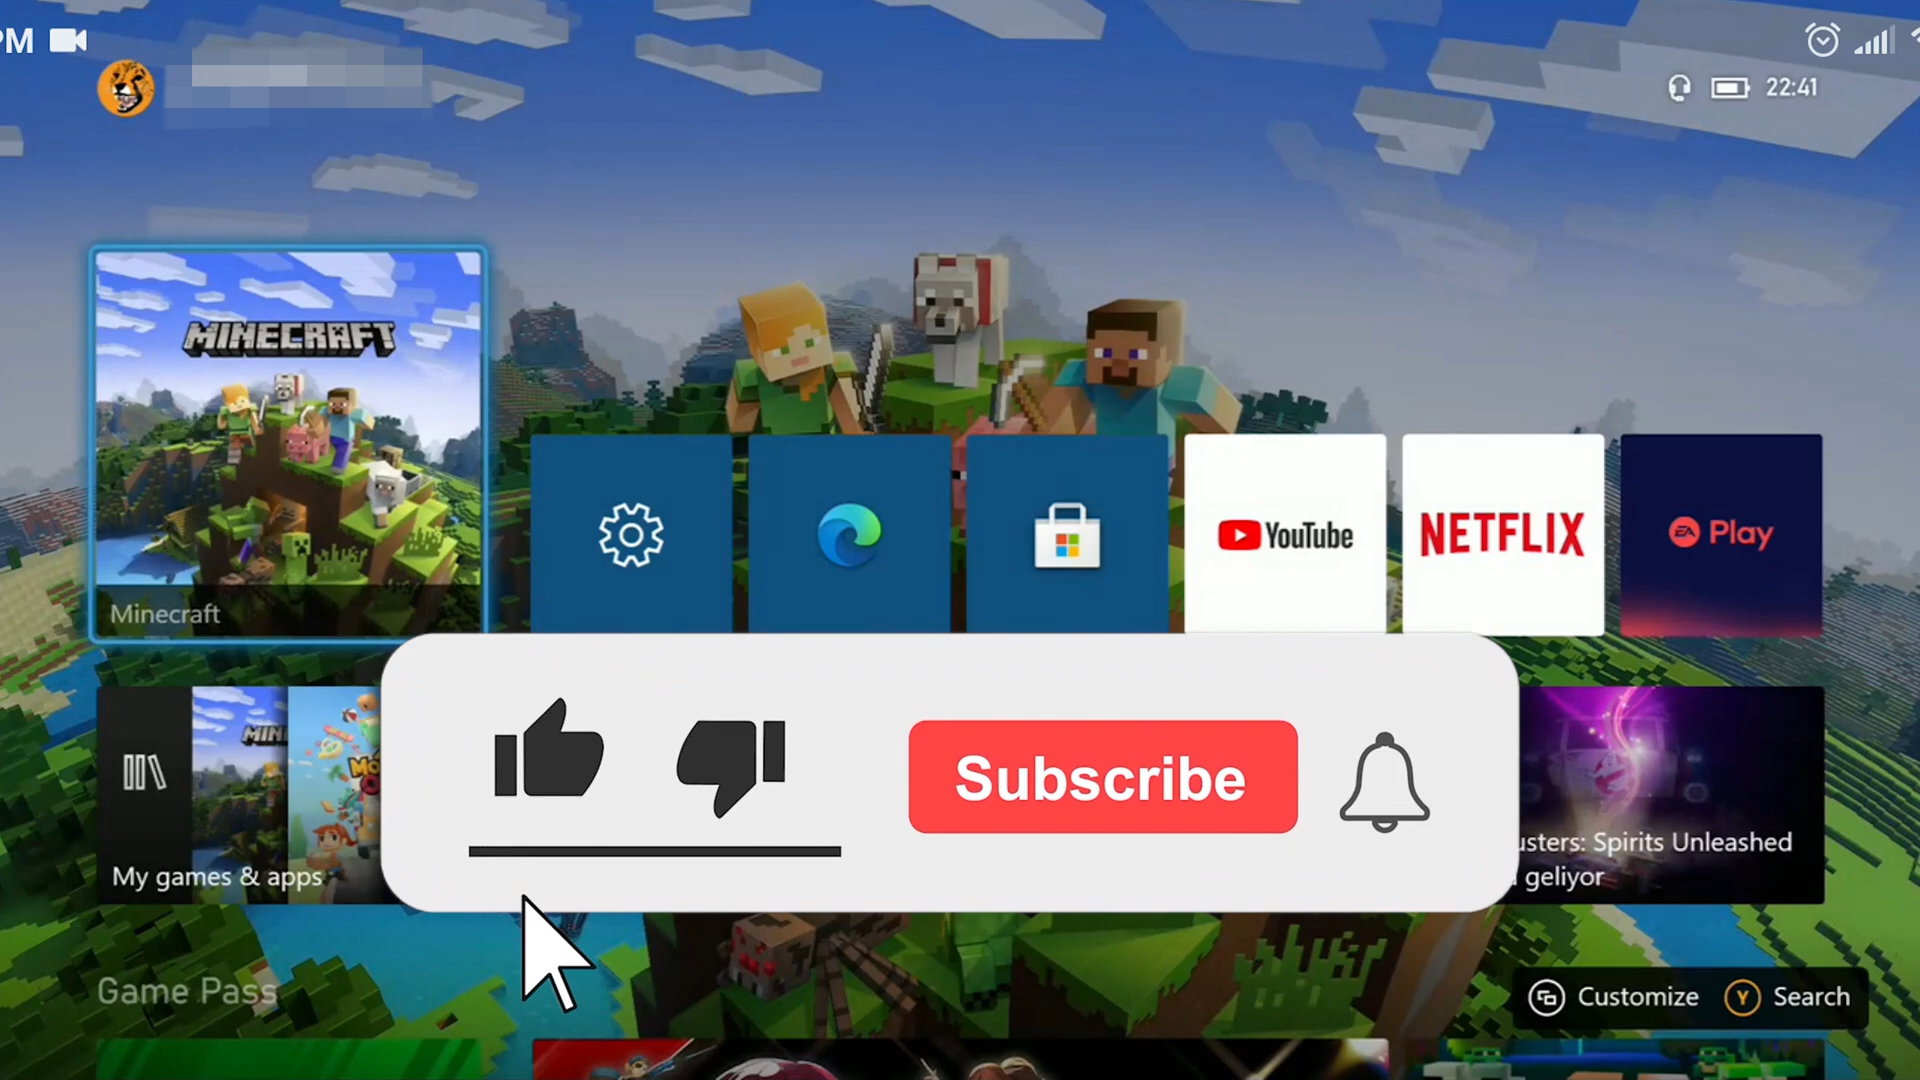 PM
22:41
MINECRAFT
Minecraft
YouTube
NETFLIX
EA Play
My games & apps
Subscribe
usters: Spirits Unleashed
geliyor
Game Pass
Customize
Y Search